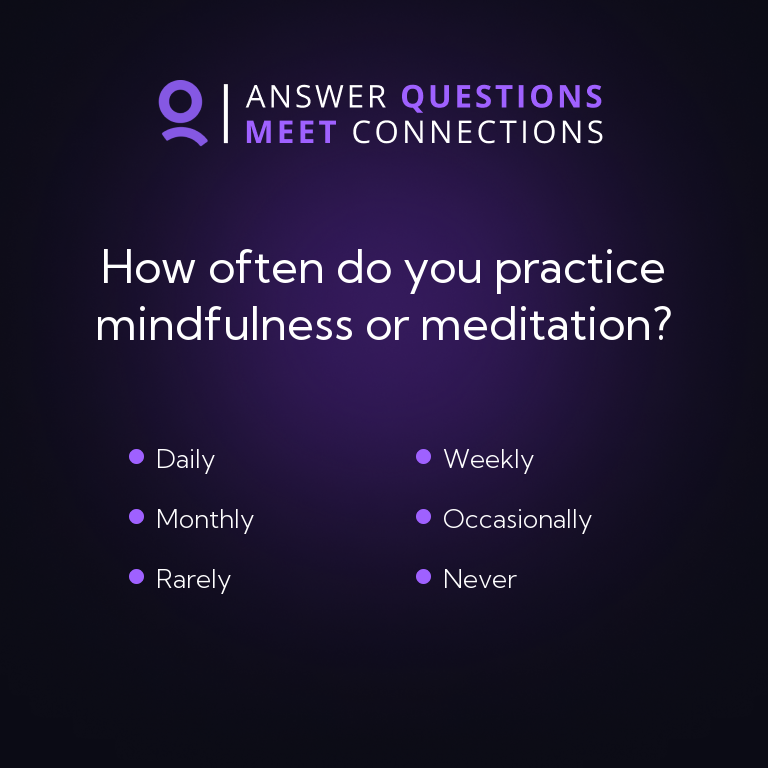 ANSWER QUESTIONS
MEET CONNECTIONS
How often do you practice
mindfulness or meditation?
Daily
Weekly
Monthly
Occasionally
Rarely
Never